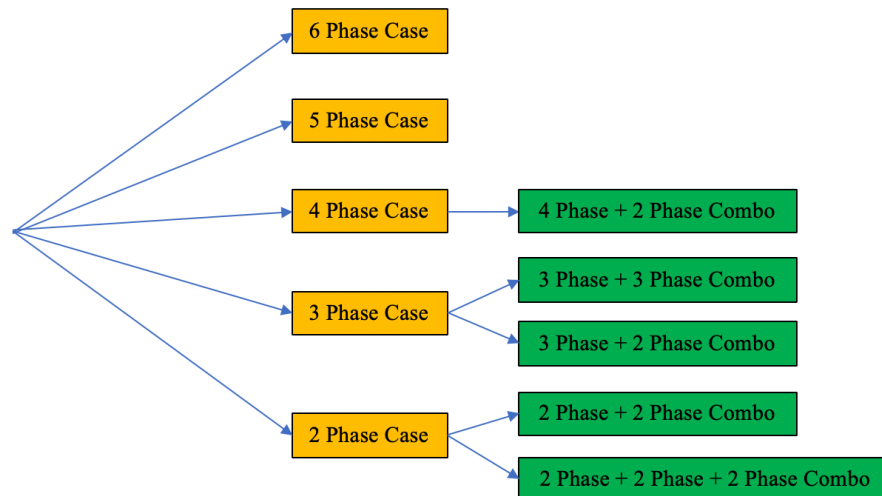 6 Phase Case
5 Phase Case
4 Phase Case
4 Phase + 2 Phase Combo
3 Phase Case
3 Phase + 3 Phase Combo
3 Phase + 2 Phase Combo
2 Phase Case
2 Phase + 2 Phase Combo
2 Phase + 2 Phase + 2 Phase Combo